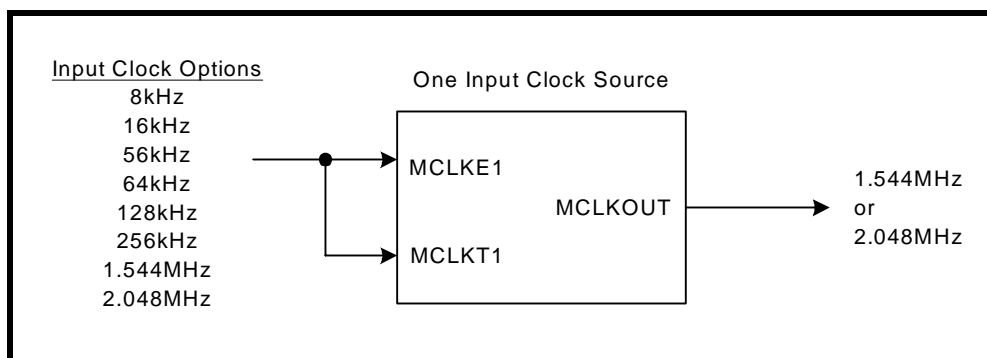 Input Clock Options
8kHz
16kHz
56kHz
64kHz
128kHz
256kHz
1.544MHz
2.048MHz
One Input Clock Source
MCLKE1
MCLKT1
MCLKOUT
1.544MHz
or
2.048MHz